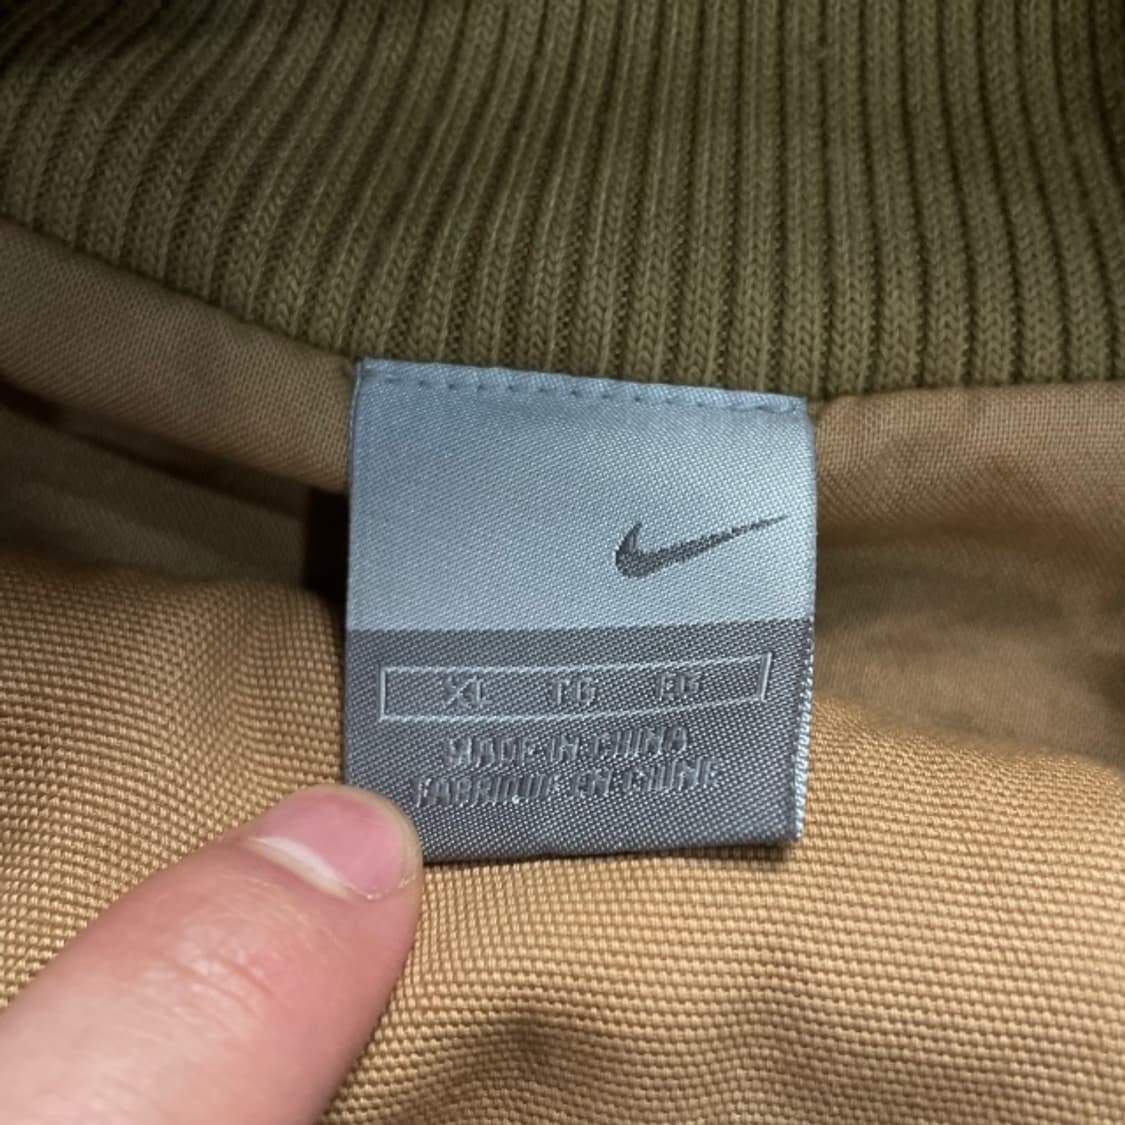 XL TG EG
MADE IN CHINA
FABRIQUE EN CHINE